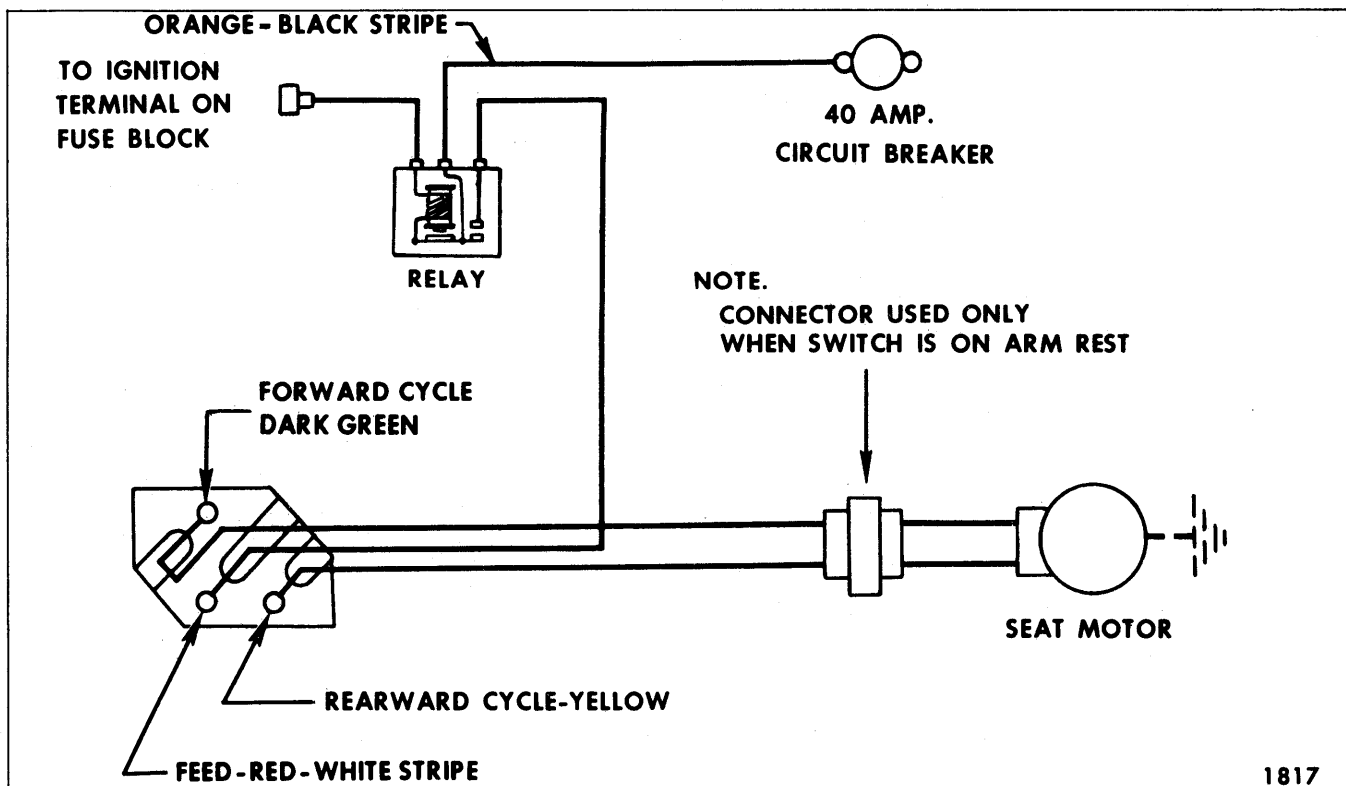 ORANGE-BLACK STRIPE
TO IGNITION
TERMINAL ON
FUSE BLOCK
40 AMP.
CIRCUIT BREAKER
RELAY
NOTE.
CONNECTOR USED ONLY
WHEN SWITCH IS ON ARM REST
FORWARD CYCLE
DARK GREEN
SEAT MOTOR
REARWARD CYCLE-YELLOW
FEED-RED-WHITE STRIPE
1817